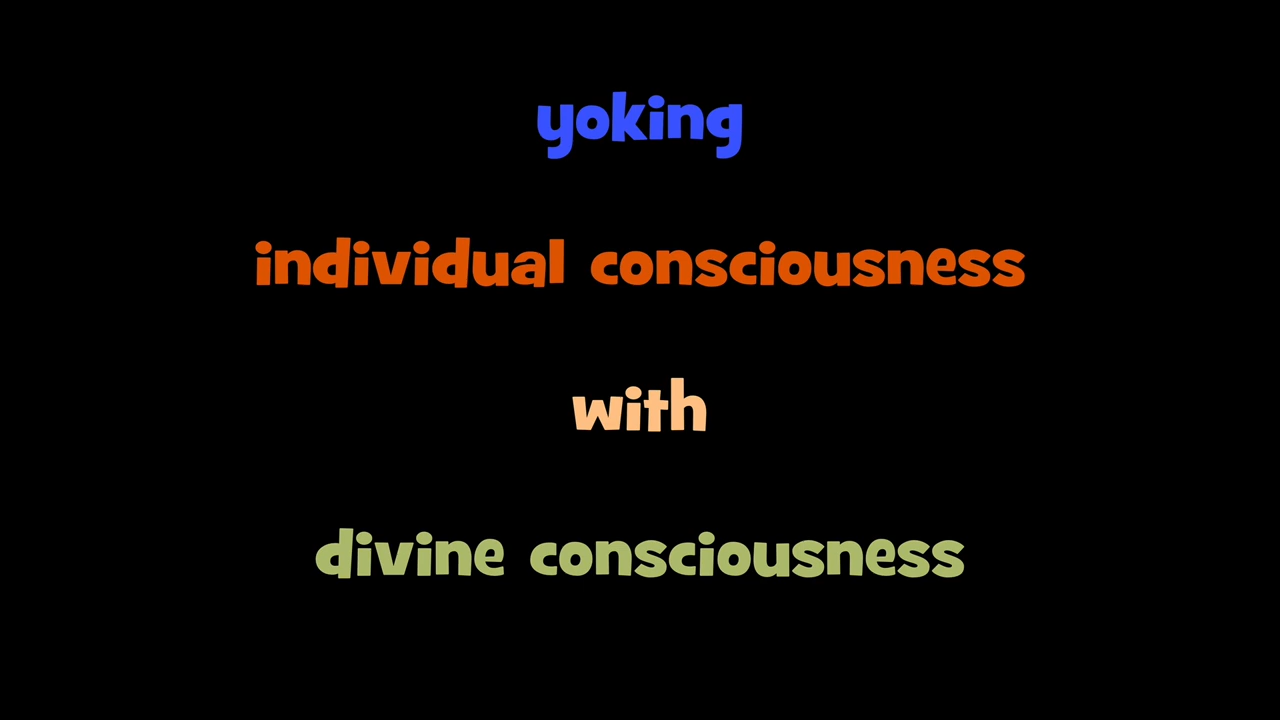 yoking
individual consciousness
with
divine consciousness